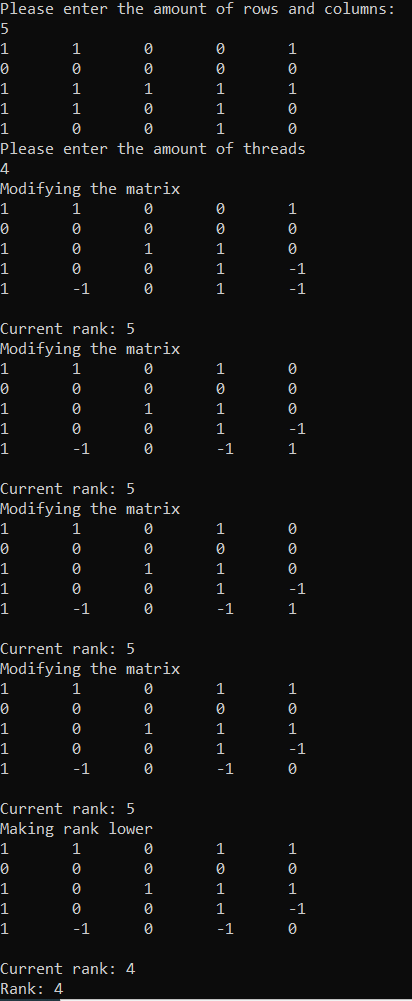 Please enter the amount of rows and columns:
5
1 1 0 0 1
0 0 0 0 0
1 1 1 1 1
1 1 0 1 0
1 0 0 1 0
Please enter the amount of threads
4
Modifying the matrix
1 1 0 0 1
0 0 0 0 0
1 0 1 1 0
1 0 0 1 -1
1 -1 0 1 -1
Current rank: 5
Modifying the matrix
1 1 0 1 0
0 0 0 0 0
1 0 1 1 0
1 0 0 1 -1
1 -1 0 -1 1
Current rank: 5
Modifying the matrix
1 1 0 1 0
0 0 0 0 0
1 0 1 1 0
1 0 0 1 -1
1 -1 0 -1 1
Current rank: 5
Modifying the matrix
1 1 0 1 1
0 0 0 0 0
1 0 1 1 1
1 0 0 1 -1
1 -1 0 -1 0
Current rank: 5
Making rank lower
1 1 0 1 1
0 0 0 0 0
1 0 1 1 1
1 0 0 1 -1
1 -1 0 -1 0
Current rank: 4
Rank: 4